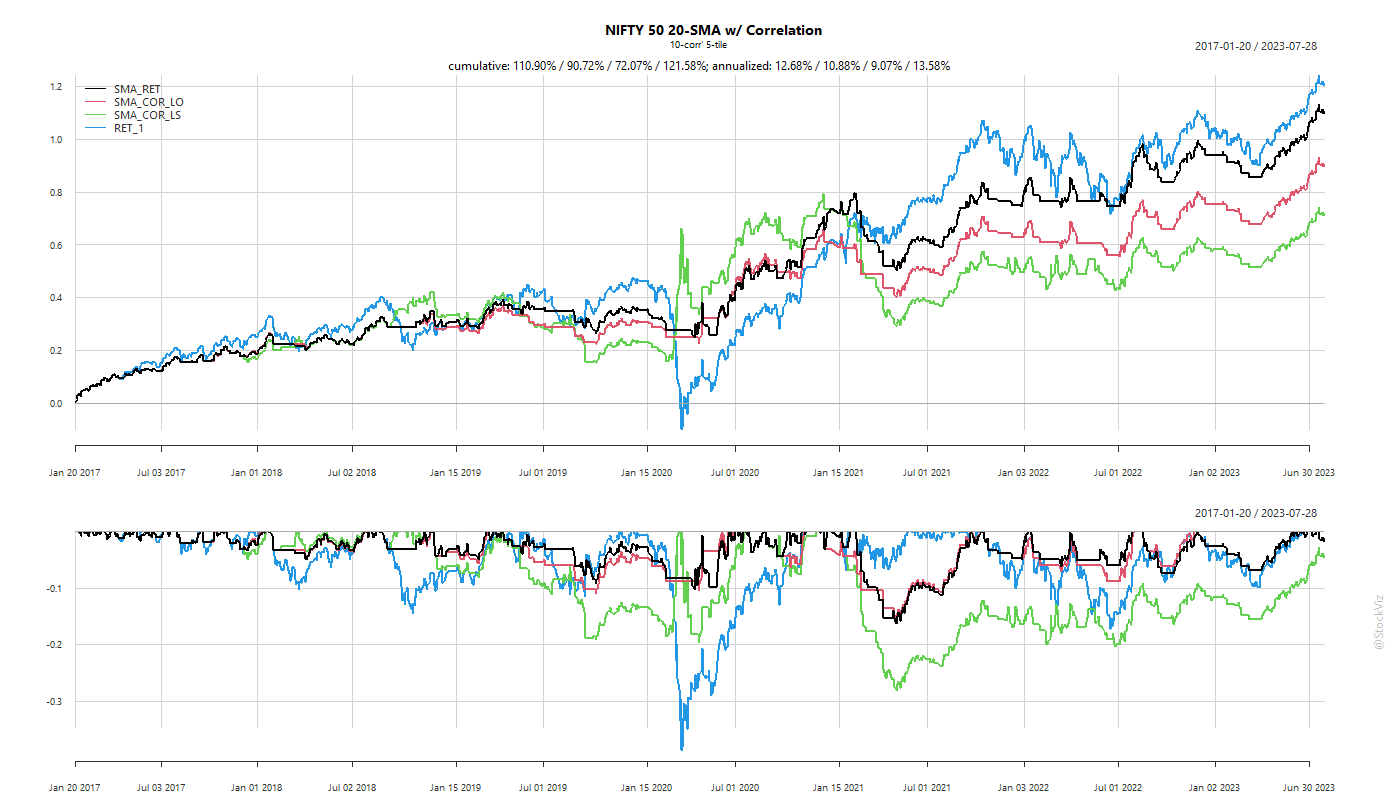 NIFTY 50 20-SMA w/ Correlation
10-corr' 5-tile
2017-01-20 / 2023-07-28
cumulative: 110.90% / 90.72% / 72.07% / 121.58%; annualized: 12.68% / 10.88% / 9.07% / 13.58%
SMA_RET
SMA_COR_LO
SMA_COR_LS
RET_1
1.2
1.0
0.8
0.6
0.4
0.2
0.0
Jan 20 2017 Jul 03 2017 Jan 01 2018 Jul 02 2018 Jan 15 2019 Jul 01 2019 Jan 15 2020 Jul 01 2020 Jan 15 2021 Jul 01 2021 Jan 03 2022 Jul 01 2022 Jan 02 2023 Jun 30 2023
2017-01-20 / 2023-07-28
-0.1
-0.2
-0.3
Jan 20 2017 Jul 03 2017 Jan 01 2018 Jul 02 2018 Jan 15 2019 Jul 01 2019 Jan 15 2020 Jul 01 2020 Jan 15 2021 Jul 01 2021 Jan 03 2022 Jul 01 2022 Jan 02 2023 Jun 30 2023
@StockViz